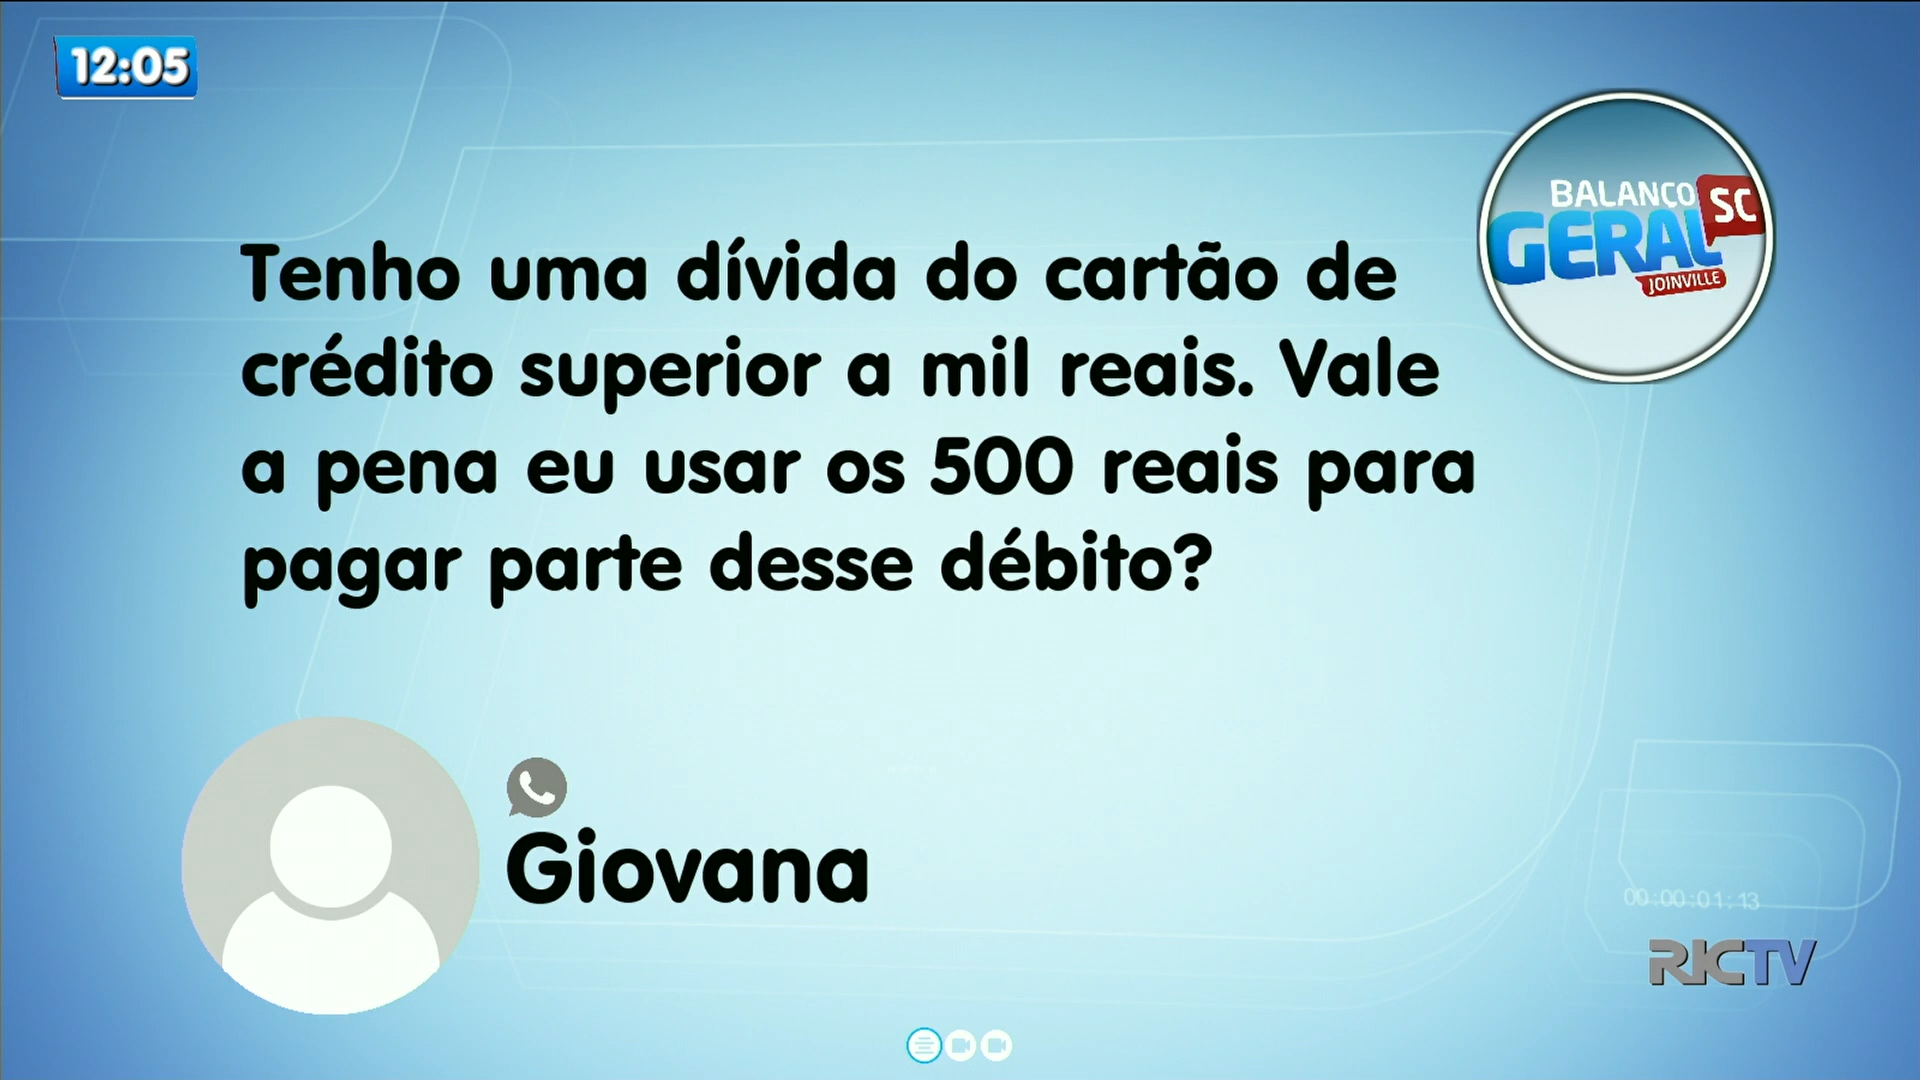 12:05
BALANÇO
GERAL SC
JOINVILLE
Tenho uma dívida do cartão de
crédito superior a mil reais. Vale
a pena eu usar os 500 reais para
pagar parte desse débito?
Giovana
00:00:01:13
RICTV